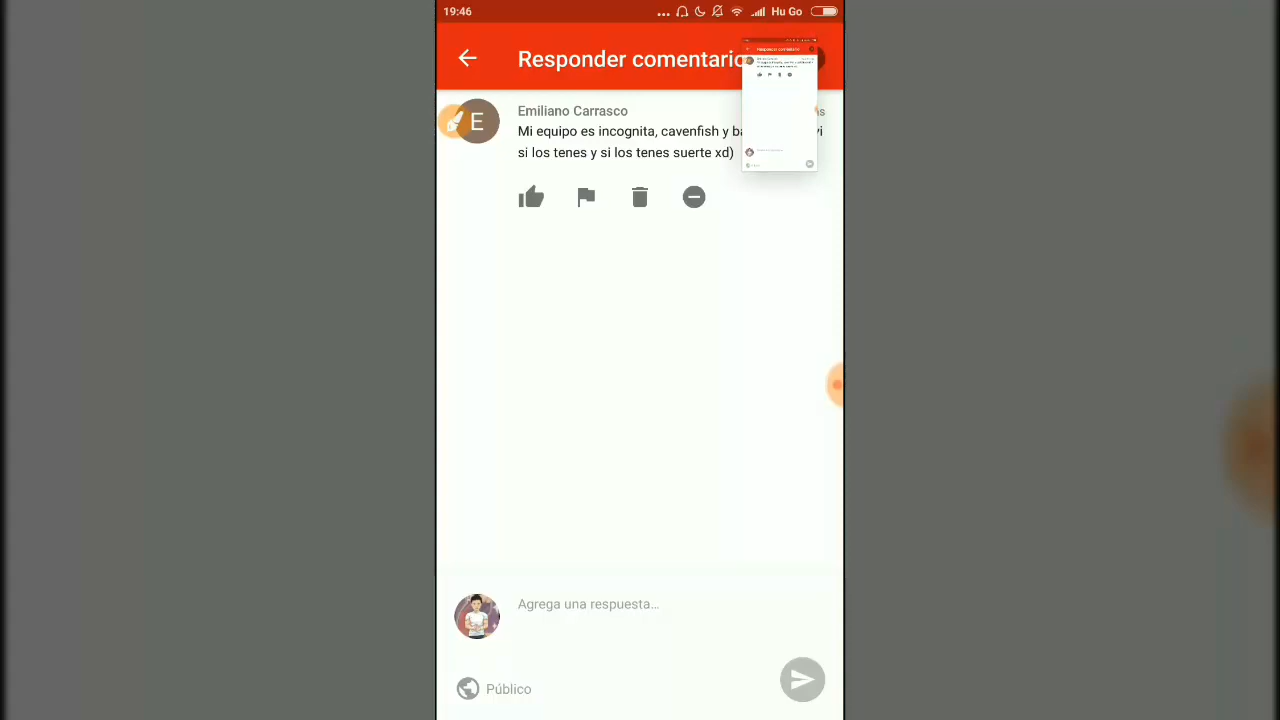 19:46
Hu Go
Responder comentario
Emiliano Carrasco
Mi equipo es incognita, cavenfish y
si los tenes y si los tenes suerte xd)
Agrega una respuesta...
Público